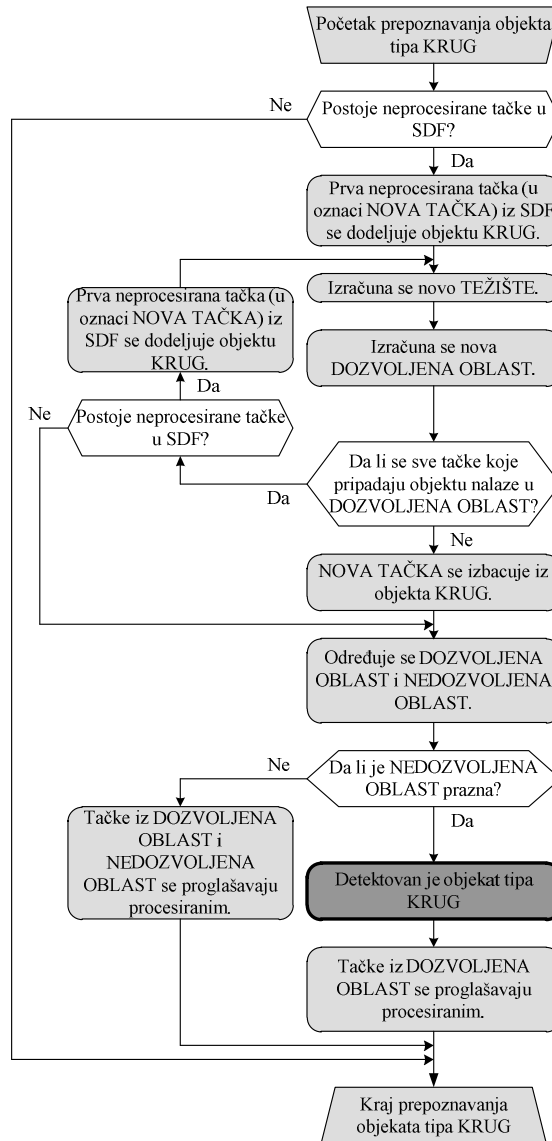 Početak prepoznavanja objekta
tipa KRUG
Ne
Postoje neprocesirane tačke u
SDF?
Da
Prva neprocesirana tačka (u
oznaci NOVA TAČKA) iz SDF
se dodeljuje objektu KRUG.
Prva neprocesirana tačka (u
oznaci NOVA TAČKA) iz
SDF se dodeljuje objektu
KRUG.
Izračuna se novo TEŽIŠTE.
Izračuna se nova
DOZVOLJENA OBLAST.
Da
Ne
Postoje neprocesirane tačke
u SDF?
Da li se sve tačke koje
pripadaju objektu nalaze u
DOZVOLJENA OBLAST?
Da
Ne
NOVA TAČKA se izbacuje iz
objekta KRUG.
Određuje se DOZVOLJENA
OBLAST i NEDOZVOLJENA
OBLAST.
Ne
Da li je NEDOZVOLJENA
OBLAST prazna?
Da
Tačke iz DOZVOLJENA
OBLAST i
NEDOZVOLJENA
OBLAST se proglašavaju
procesiranim.
Detektovan je objekat tipa
KRUG
Tačke iz DOZVOLJENA
OBLAST se proglašavaju
procesiranim.
Kraj prepoznavanja
objekata tipa KRUG